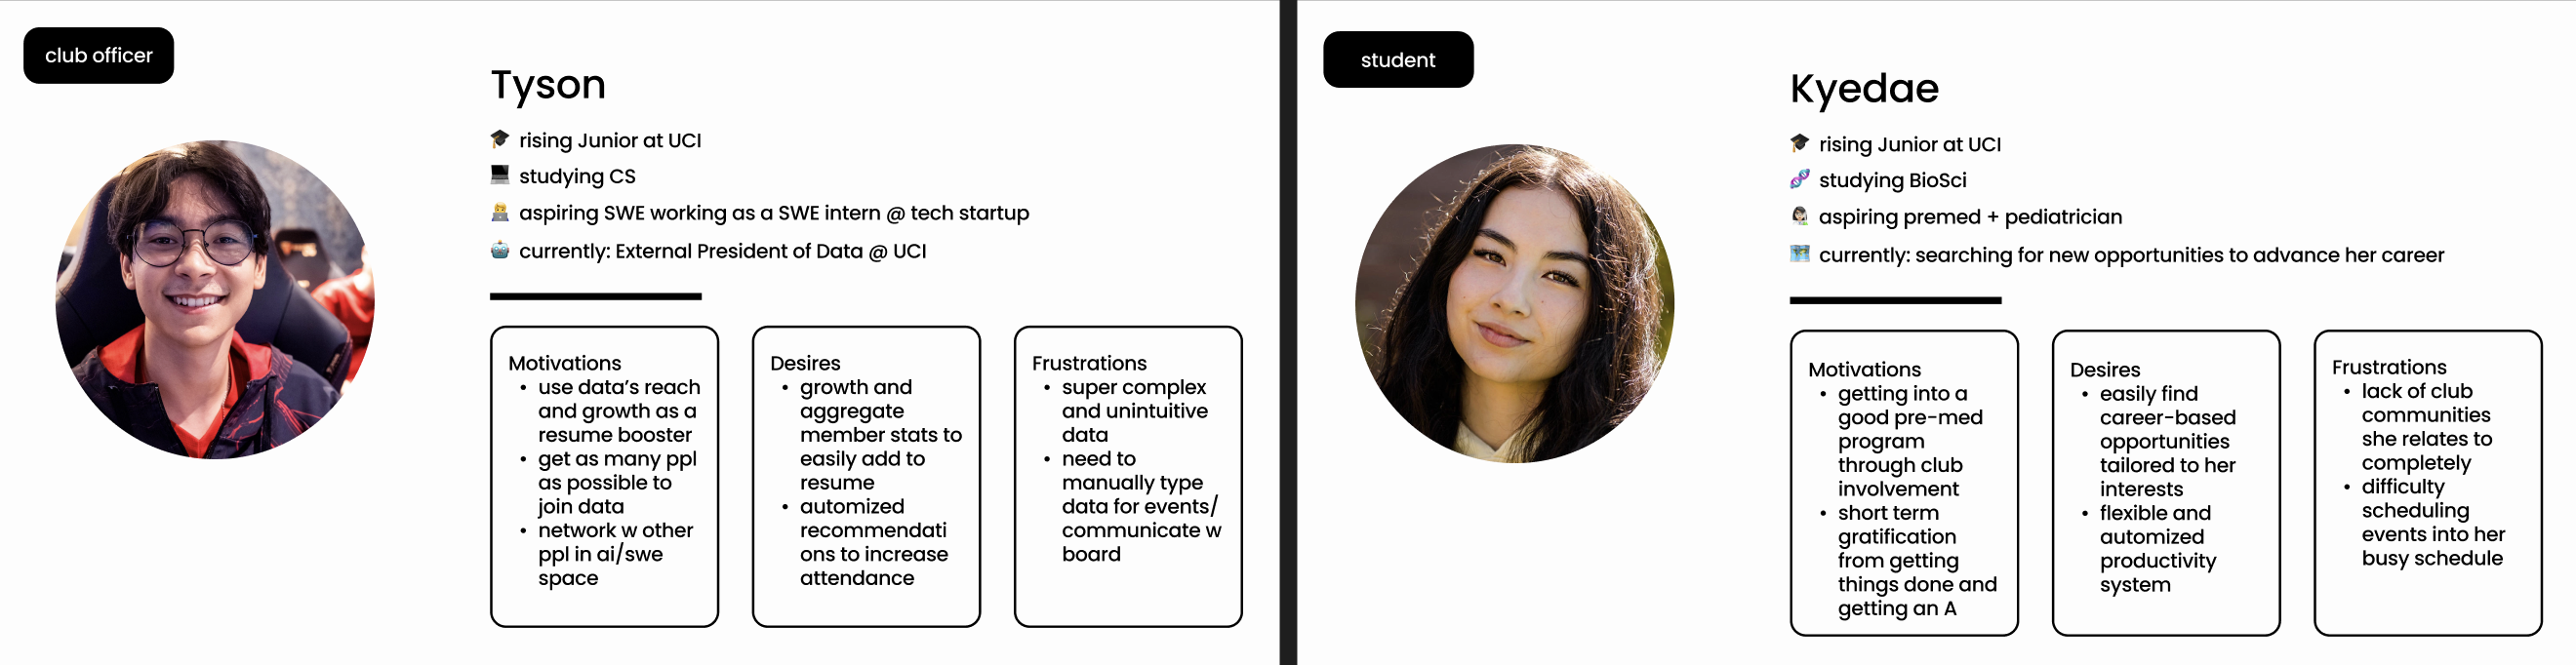 club officer
Tyson
rising Junior at UCI
studying CS
aspiring SWE working as a SWE intern @ tech startup
currently: External President of Data @ UCI
Motivations
• use data’s reach
and growth as a
resume booster
• get as many ppl
as possible to
join data
• network w other
ppl in ai/swe
space
Desires
• growth and
aggregate
member stats to
easily add to
resume
• automized
recommendati
ons to increase
attendance
Frustrations
• super complex
and unintuitive
data
• need to
manually type
data for events/
communicate w
board
student
Kyedae
rising Junior at UCI
studying BioSci
aspiring premed + pediatrician
currently: searching for new opportunities to advance her career
Motivations
• getting into a
good pre-med
program
through club
involvement
• short term
gratification
from getting
things done and
getting an A
Desires
• easily find
career-based
opportunities
tailored to her
interests
• flexible and
automized
productivity
system
Frustrations
• lack of club
communities
she relates to
completely
• difficulty
scheduling
events into her
busy schedule